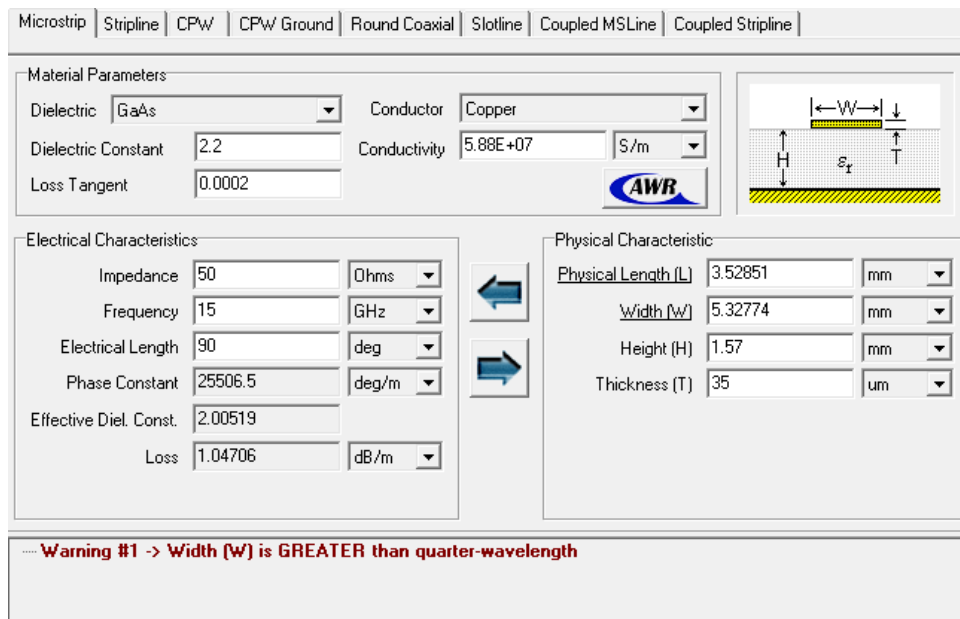 Microstrip Stripline CPW CPW Ground Round Coaxial Slotline Coupled MSLine Coupled Stripline
Material Parameters
Dielectric GaAs Conductor Copper
Dielectric Constant 2.2 Conductivity 5.88E+07 S/m
Loss Tangent 0.0002 AWR
W
H εr T
Electrical Characteristics
Impedance 50 Ohms
Frequency 15 GHz
Electrical Length 90 deg
Phase Constant 25506.5 deg/m
Effective Diel. Const. 2.00519
Loss 1.04706 dB/m
Physical Characteristic
Physical Length (L) 3.52851 mm
Width (W) 5.32774 mm
Height (H) 1.57 mm
Thickness (T) 35 um
Warning #1 -> Width (W) is GREATER than quarter-wavelength